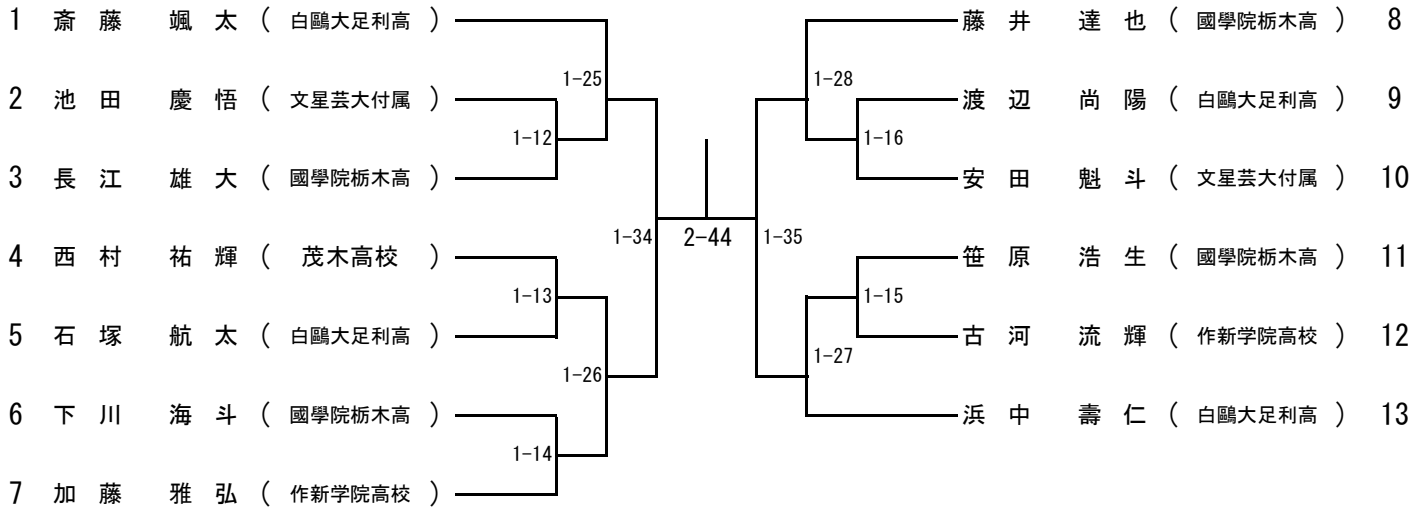 1 斎藤 颯太 ( 白鷗大足利高 )
2 池田 慶悟 ( 文星芸大付属 )
3 長江 雄大 ( 國學院栃木高 )
4 西村 祐輝 ( 茂木高校 )
5 石塚 航太 ( 白鷗大足利高 )
6 下川 海斗 ( 國學院栃木高 )
7 加藤 雅弘 ( 作新学院高校 )
1-25
1-12
1-34
1-13
1-26
1-14
2-44
1-28
1-16
1-35
1-15
1-27
藤井 達也 ( 國學院栃木高 ) 8
渡辺 尚陽 ( 白鷗大足利高 ) 9
安田 魁斗 ( 文星芸大付属 ) 10
笹原 浩生 ( 國學院栃木高 ) 11
古河 流輝 ( 作新学院高校 ) 12
浜中 壽仁 ( 白鷗大足利高 ) 13